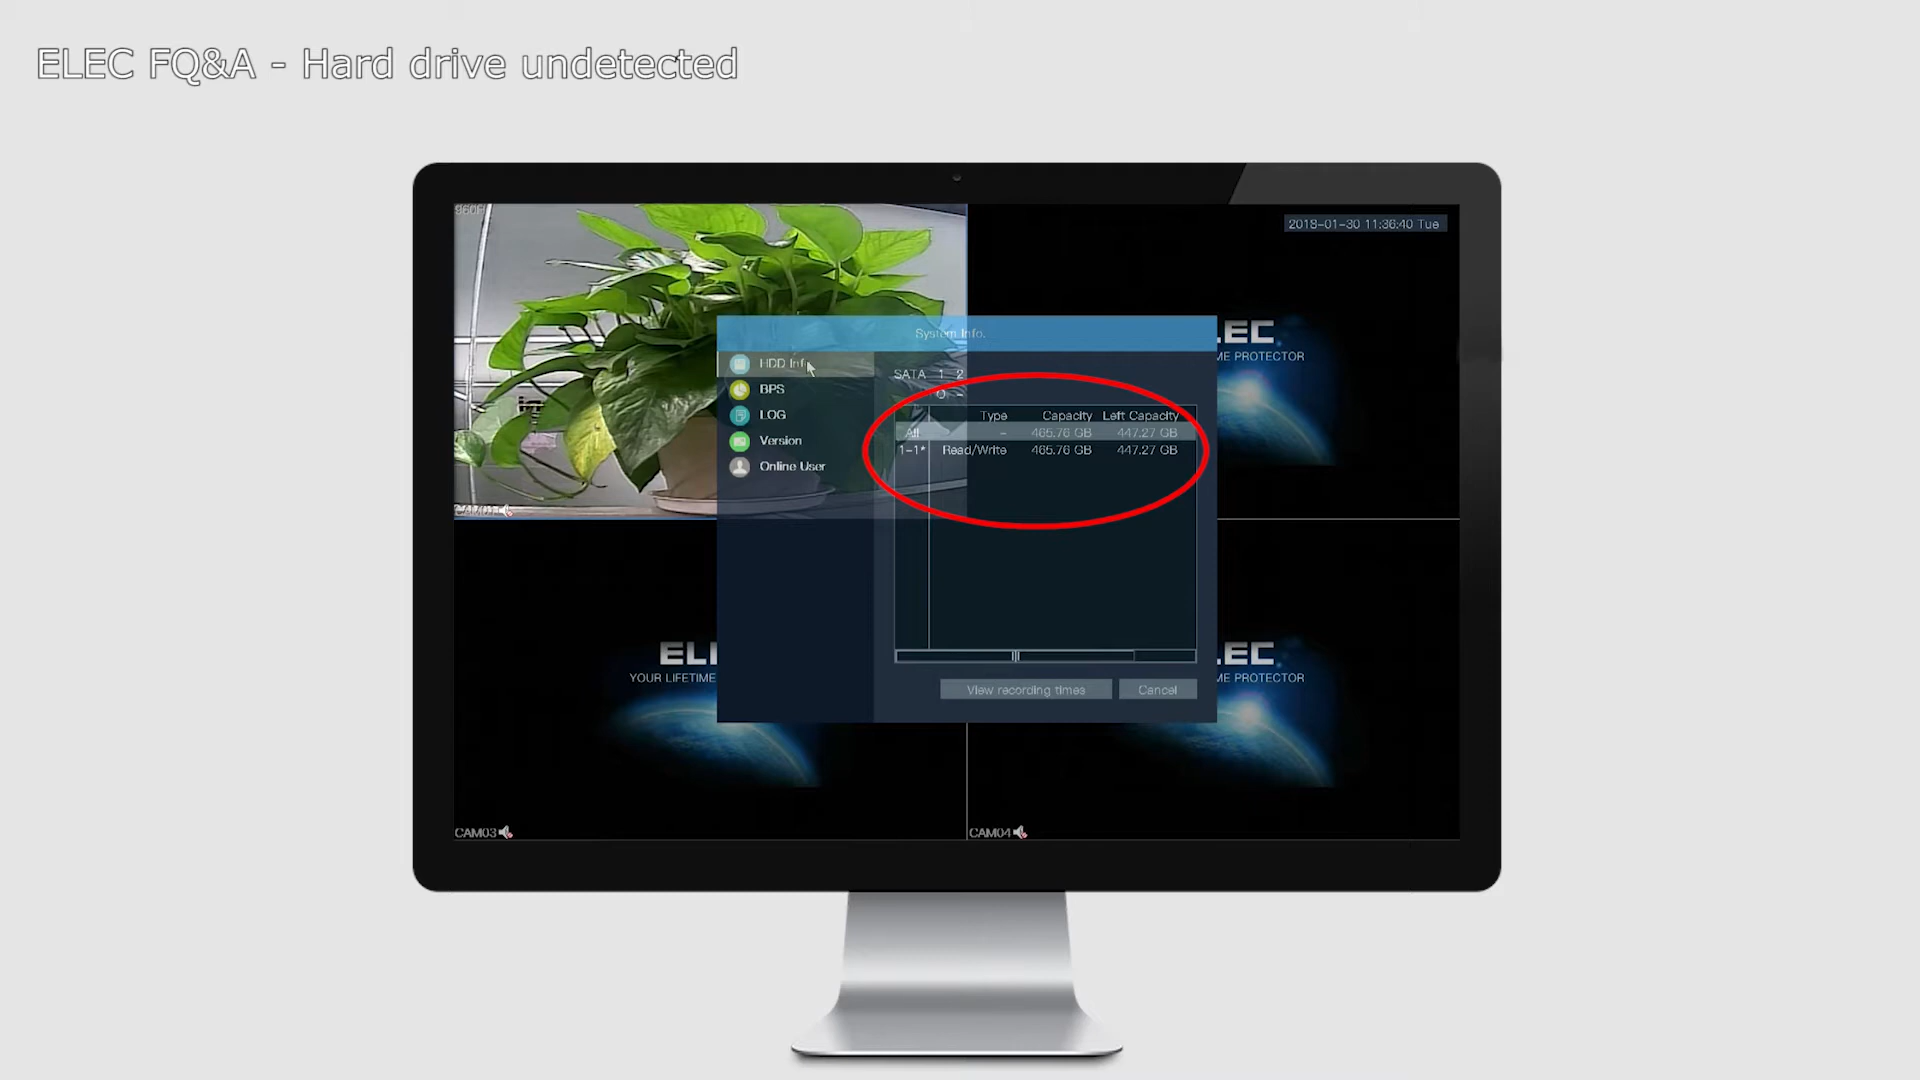 ELEC FQ&A - Hard drive undetected
2018-01-30 11:36:40 Tue
System Info.
HDD Info
BPS
LOG
Version
Online User
SATA 1 2
O -
Type Capacity Left Capacity
All - 465.76 GB 447.27 GB
1-1* Read/Write 465.76 GB 447.27 GB
View recording times Cancel
EC
ME PROTECTOR
CAM01
YOUR LIFETIME
EC
ME PROTECTOR
CAM03
CAM04